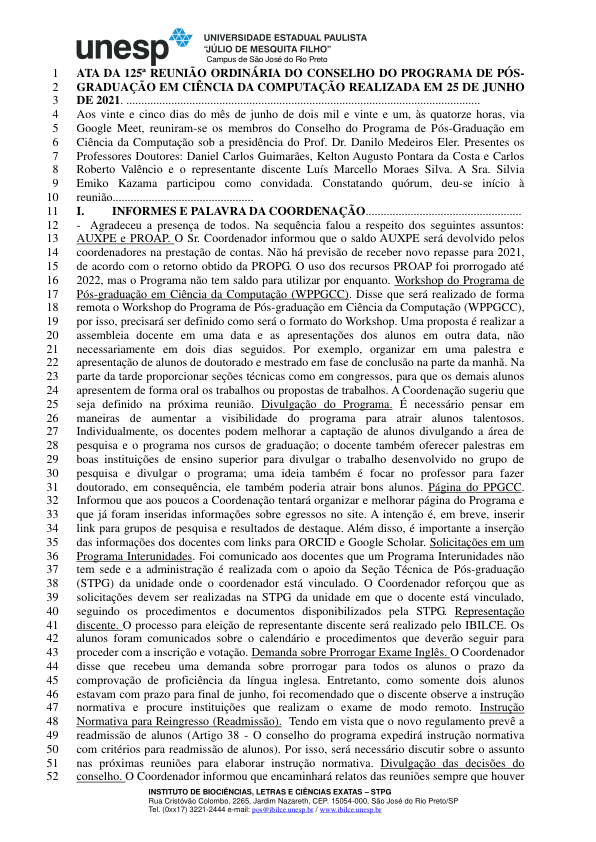 unesp
UNIVERSIDADE ESTADUAL PAULISTA
“JÚLIO DE MESQUITA FILHO”
Campus de São José do Rio Preto
1 ATA DA 125ª REUNIÃO ORDINÁRIA DO CONSELHO DO PROGRAMA DE PÓS-
2 GRADUAÇÃO EM CIÊNCIA DA COMPUTAÇÃO REALIZADA EM 25 DE JUNHO
3 DE 2021. ......................................................................................................................
4 Aos vinte e cinco dias do mês de junho de dois mil e vinte e um, às quatorze horas, via
5 Google Meet, reuniram-se os membros do Conselho do Programa de Pós-Graduação em
6 Ciência da Computação sob a presidência do Prof. Dr. Danilo Medeiros Eler. Presentes os
7 Professores Doutores: Daniel Carlos Guimarães, Kelton Augusto Pontara da Costa e Carlos
8 Roberto Valêncio e o representante discente Luís Marcello Moraes Silva. A Sra. Silvia
9 Emiko Kazama participou como convidada. Constatando quórum, deu-se início à
10 reunião...............................................
11 I. INFORMES E PALAVRA DA COORDENAÇÃO....................................................
12 - Agradeceu a presença de todos. Na sequência falou a respeito dos seguintes assuntos:
13 AUXPE e PROAP. O Sr. Coordenador informou que o saldo AUXPE será devolvido pelos
14 coordenadores na prestação de contas. Não há previsão de receber novo repasse para 2021,
15 de acordo com o retorno obtido da PROPG. O uso dos recursos PROAP foi prorrogado até
16 2022, mas o Programa não tem saldo para utilizar por enquanto. Workshop do Programa de
17 Pós-graduação em Ciência da Computação (WPPGCC). Disse que será realizado de forma
18 remota o Workshop do Programa de Pós-graduação em Ciência da Computação (WPPGCC),
19 por isso, precisará ser definido como será o formato do Workshop. Uma proposta é realizar a
20 assembleia docente em uma data e as apresentações dos alunos em outra data, não
21 necessariamente em dois dias seguidos. Por exemplo, organizar em uma palestra e
22 apresentação de alunos de doutorado e mestrado em fase de conclusão na parte da manhã. Na
23 parte da tarde proporcionar seções técnicas como em congressos, para que os demais alunos
24 apresentem de forma oral os trabalhos ou propostas de trabalhos. A Coordenação sugeriu que
25 seja definido na próxima reunião. Divulgação do Programa. É necessário pensar em
26 maneiras de aumentar a visibilidade do programa para atrair alunos talentosos.
27 Individualmente, os docentes podem melhorar a captação de alunos divulgando a área de
28 pesquisa e o programa nos cursos de graduação; o docente também oferecer palestras em
29 boas instituições de ensino superior para divulgar o trabalho desenvolvido no grupo de
30 pesquisa e divulgar o programa; uma ideia também é focar no professor para fazer
31 doutorado, em consequência, ele também poderia atrair bons alunos. Página do PPGCC.
32 Informou que aos poucos a Coordenação tentará organizar e melhorar página do Programa e
33 que já foram inseridas informações sobre egressos no site. A intenção é, em breve, inserir
34 link para grupos de pesquisa e resultados de destaque. Além disso, é importante a inserção
35 das informações dos docentes com links para ORCID e Google Scholar. Solicitações em um
36 Programa Interunidades. Foi comunicado aos docentes que um Programa Interunidades não
37 tem sede e a administração é realizada com o apoio da Seção Técnica de Pós-graduação
38 (STPG) da unidade onde o coordenador está vinculado. O Coordenador reforçou que as
39 solicitações devem ser realizadas na STPG da unidade em que o docente está vinculado,
40 seguindo os procedimentos e documentos disponibilizados pela STPG. Representação
41 discente. O processo para eleição de representante discente será realizado pelo IBILCE. Os
42 alunos foram comunicados sobre o calendário e procedimentos que deverão seguir para
43 proceder com a inscrição e votação. Demanda sobre Prorrogar Exame Inglês. O Coordenador
44 disse que recebeu uma demanda sobre prorrogar para todos os alunos o prazo da
45 comprovação de proficiência da língua inglesa. Entretanto, como somente dois alunos
46 estavam com prazo para final de junho, foi recomendado que o discente observe a instrução
47 normativa e procure instituições que realizam o exame de modo remoto. Instrução
48 Normativa para Reingresso (Readmissão). Tendo em vista que o novo regulamento prevê a
49 readmissão de alunos (Artigo 38 - O conselho do programa expedirá instrução normativa
50 com critérios para readmissão de alunos). Por isso, será necessário discutir sobre o assunto
51 nas próximas reuniões para elaborar instrução normativa. Divulgação das decisões do
52 conselho. O Coordenador informou que encaminhará relatos das reuniões sempre que houver
INSTITUTO DE BIOCIÊNCIAS, LETRAS E CIÊNCIAS EXATAS – STPG
Rua Cristóvão Colombo, 2265, Jardim Nazareth, CEP. 15054-000, São José do Rio Preto/SP
Tel. (0xx17) 3221-2444 e-mail: pos@ibilce.unesp.br / www.ibilce.unesp.br